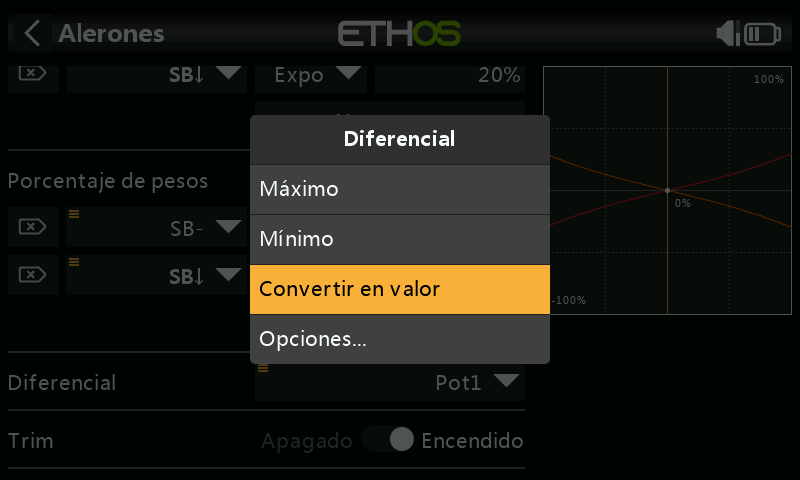 Alerones
ETHOS
SB↓
Expo
20%
100%
Diferencial
Máximo
Porcentaje de pesos
0%
SB-
Mínimo
SB↓
Convertir en valor
-100%
Opciones...
Diferencial
Pot1
Trim
Apagado
Encendido